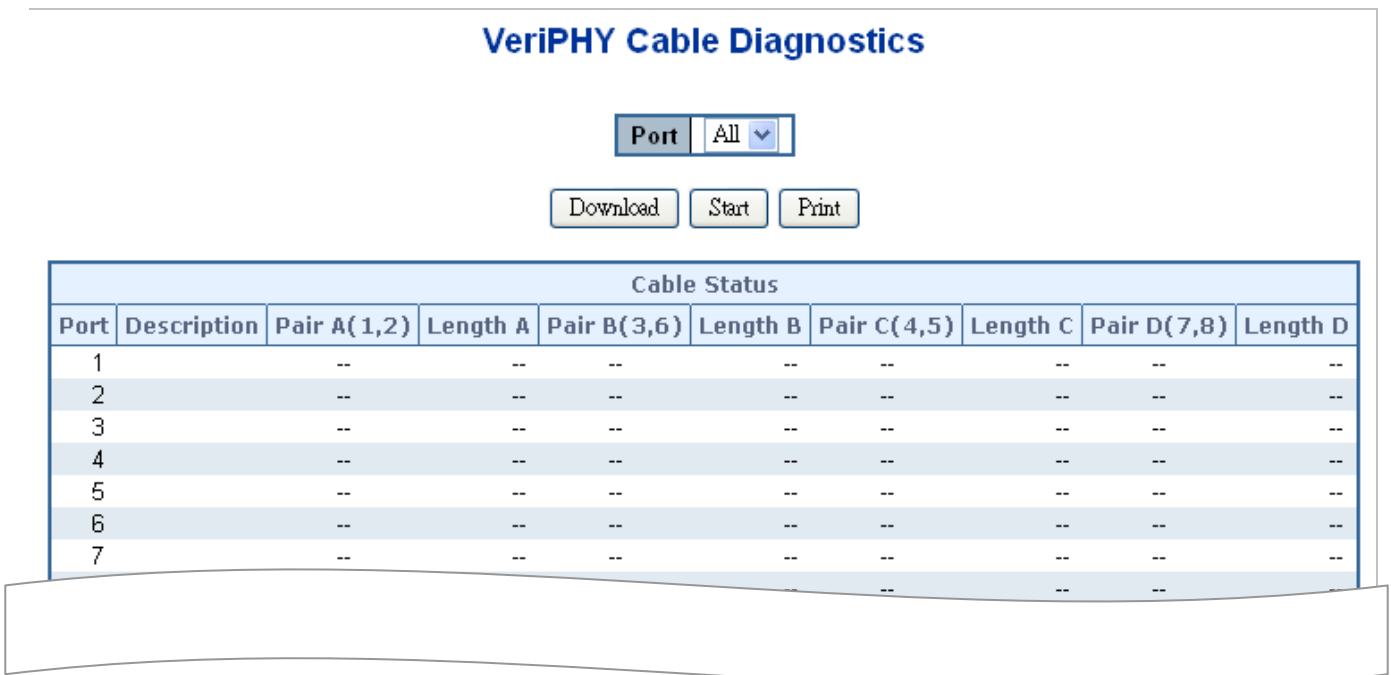 VeriPHY Cable Diagnostics
Port All
Download Start Print
Cable Status
Port Description Pair A(1,2) Length A Pair B(3,6) Length B Pair C(4,5) Length C Pair D(7,8) Length D
1 -- -- -- -- -- -- -- --
2 -- -- -- -- -- -- -- --
3 -- -- -- -- -- -- -- --
4 -- -- -- -- -- -- -- --
5 -- -- -- -- -- -- -- --
6 -- -- -- -- -- -- -- --
7 -- -- -- -- -- -- -- --
-- -- -- -- --